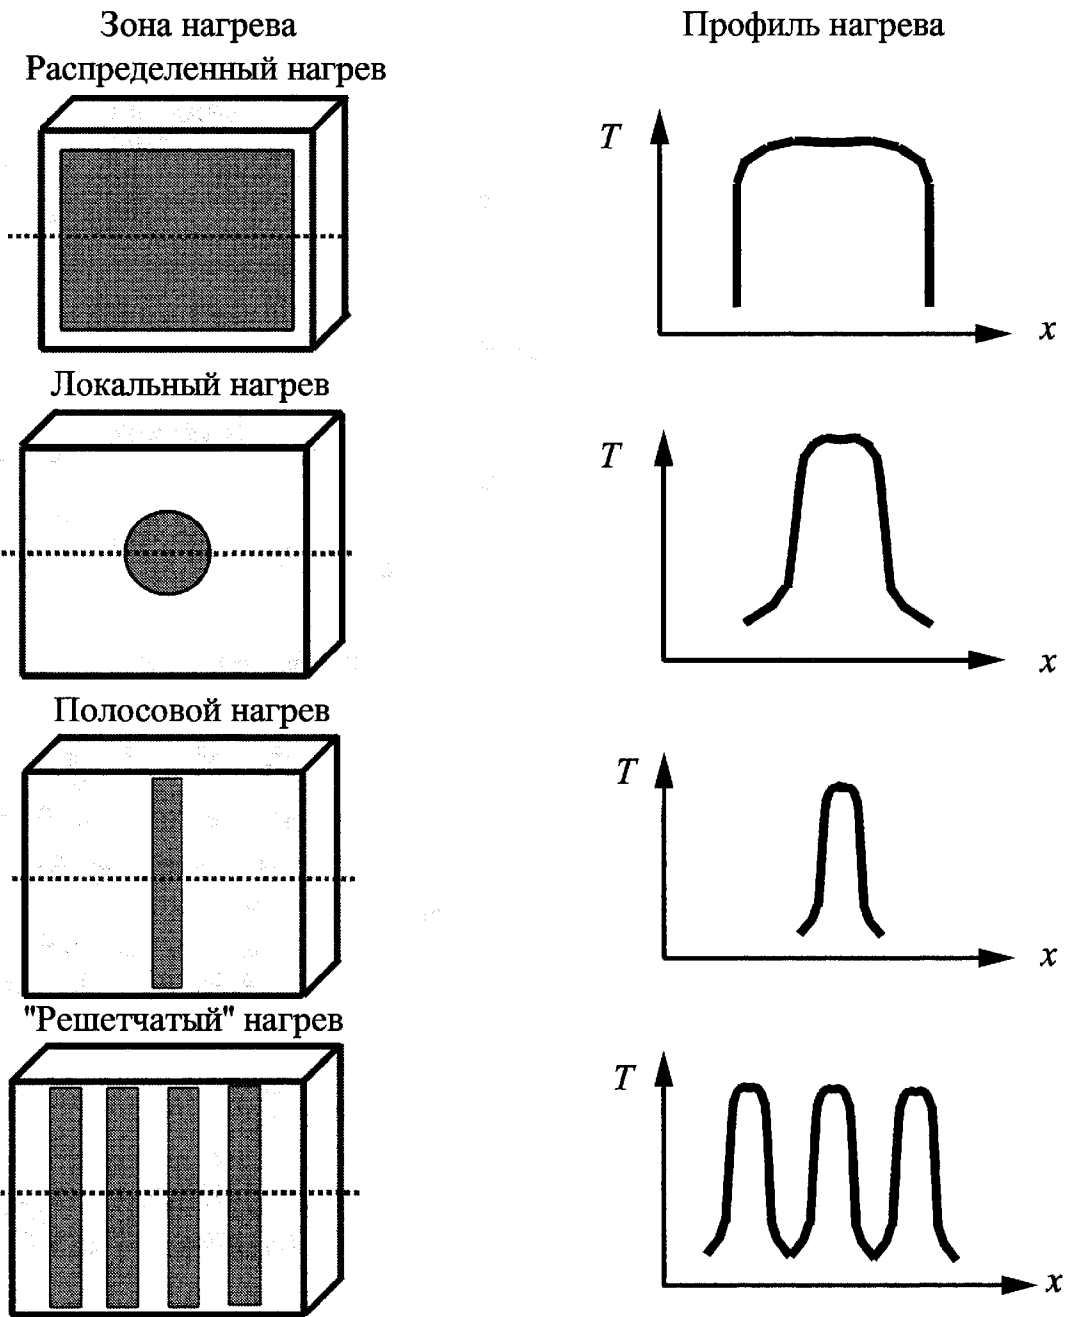 Зона нагрева
Профиль нагрева
Распределенный нагрев
T
x
Локальный нагрев
T
x
Полосовой нагрев
T
x
"Решетчатый" нагрев
T
x